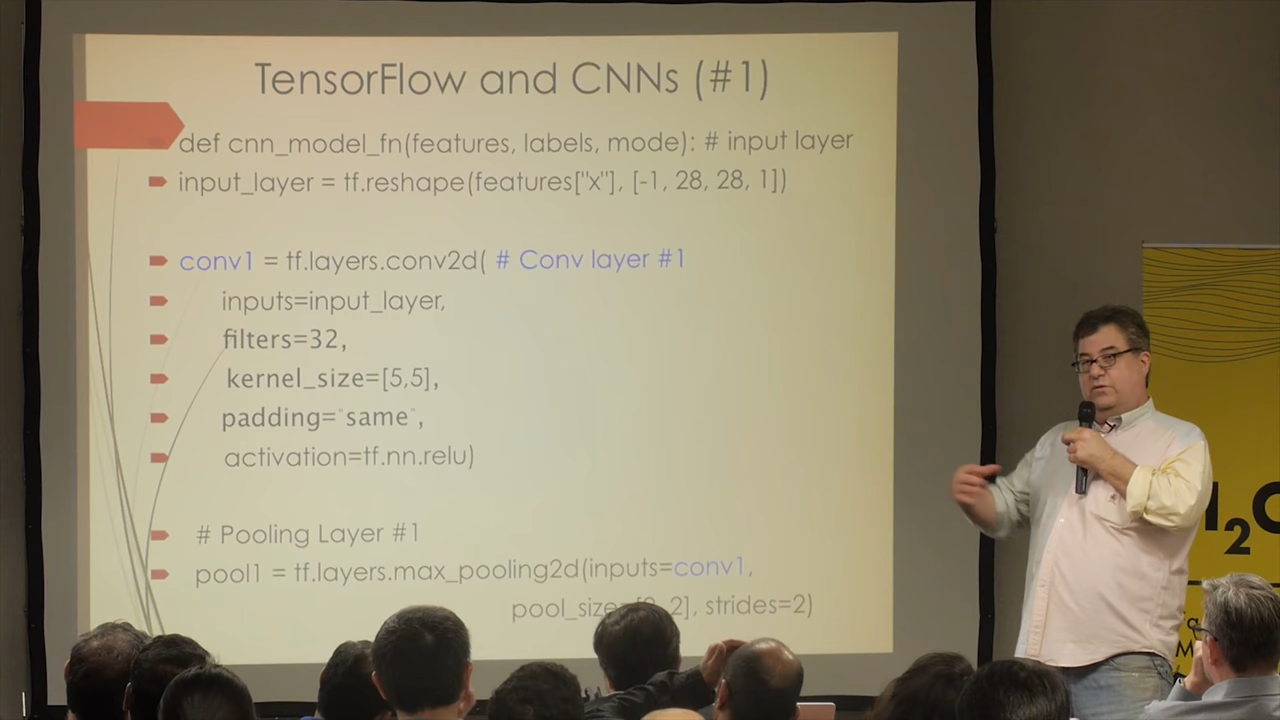 TensorFlow and CNNs (#1)
def cnn_model_fn(features, labels, mode): # input layer
input_layer = tf.reshape(features["x"], [-1, 28, 28, 1])
conv1 = tf.layers.conv2d( # Conv layer #1
inputs=input_layer,
filters=32,
kernel_size=[5,5],
padding="same",
activation=tf.nn.relu)
# Pooling Layer #1
pool1 = tf.layers.max_pooling2d(inputs=conv1,
2], strides=2)